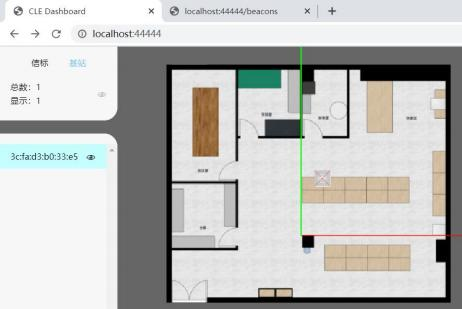 CLE Dashboard
localhost:44444/beacons
localhost:44444
信标 基站
总数：1
显示：1
3c:fa:d3:b0:33:e5